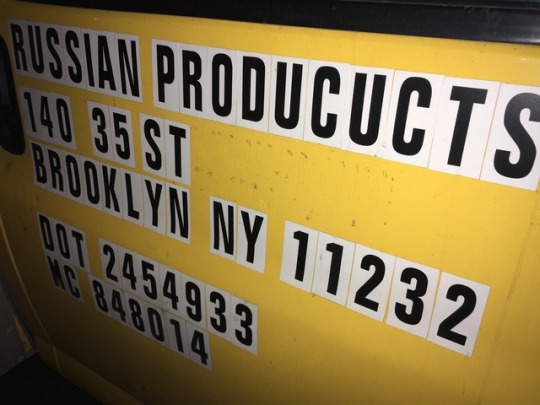 RUSSIAN PRODUCUCTS
140 35 ST
BROOKLYN NY 11232
DOT 2454933
MC 848014